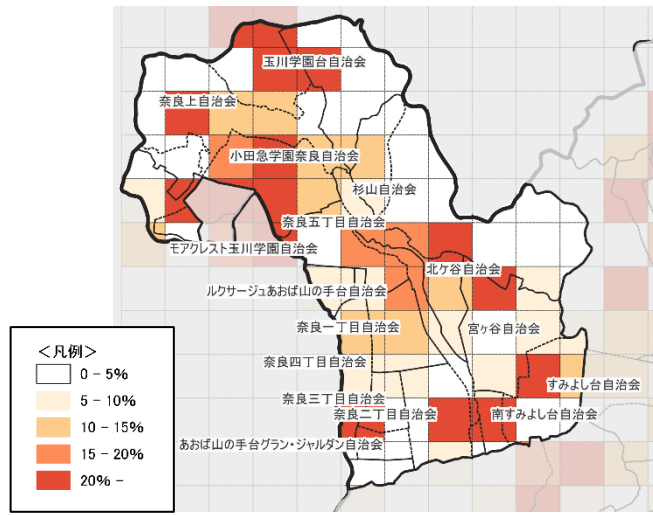 玉川学園台自治会
奈良上自治会
小田急学園奈良自治会
杉山自治会
奈良五丁目自治会
モアクレスト玉川学園自治会
北ケ谷自治会
ルクサージュあおば山の手台自治会
奈良一丁目自治会
宮ヶ谷自治会
奈良四丁目自治会
すみよし台自治会
奈良三丁目自治会
奈良二丁目自治会
南すみよし台自治会
あおば山の手台グラン・ジャルダン自治会
＜凡例＞
0 - 5%
5 - 10%
10 - 15%
15 - 20%
20% -